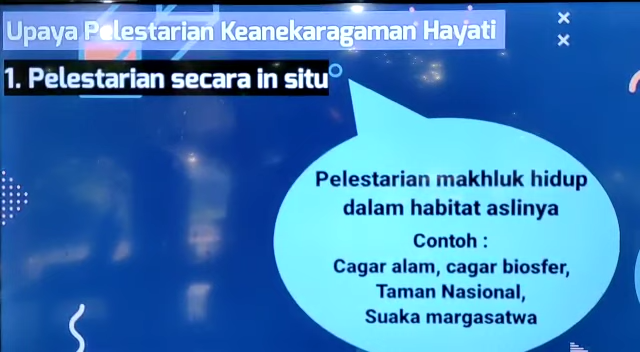 Upaya Pelestarian Keanekaragaman Hayati
1. Pelestarian secara in situ
Pelestarian makhluk hidup
dalam habitat aslinya
Contoh :
Cagar alam, cagar biosfer,
Taman Nasional,
Suaka margasatwa